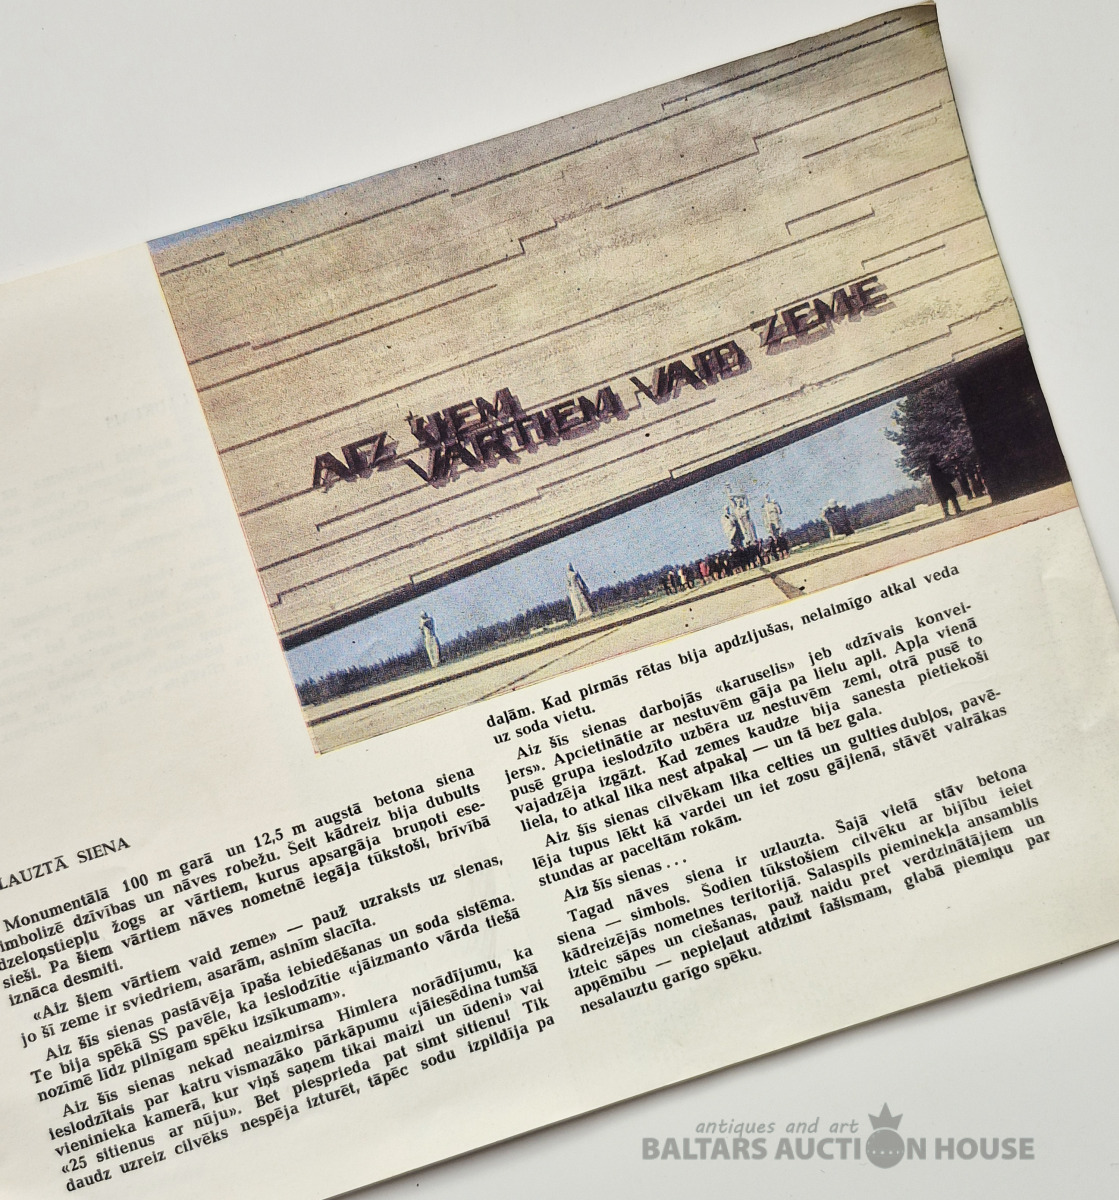 AIZ ŠIEM
VĀRTIEM VAID ZEME
LAUZTĀ SIENA
Monumentālā 100 m garā un 12,5 m augstā betona siena
imbolizē dzīvības un nāves robežu. Šeit kādreiz bija dubults
dzeloņstiepļu žogs ar vārtiem, kurus apsargāja bruņoti ese-
sieši. Pa šiem vārtiem nāves nometnē iegāja tūkstoši, brīvībā
iznāca desmiti.
«Aiz šiem vārtiem vaid zeme» — pauž uzraksts uz sienas,
jo šī zeme ir sviedriem, asarām, asinīm slacīta.
Aiz šīs sienas pastāvēja īpaša iebiedēšanas un soda sistēma.
Te bija spēkā SS pavēle, ka ieslodzītie «jāizmanto vārda tiešā
nozīmē līdz pilnīgam spēku izsīkumam».
Aiz šīs sienas nekad neaizmirsa Himlera norādījumu, ka
ieslodzītais par katru vismazāko pārkāpumu «jāiesēdina tumšā
vieninieka kamerā, kur viņš saņem tikai maizi un ūdeni» vai
«25 sitienus ar nūju». Bet piesprieda pat simt sitienu! Tik
daudz uzreiz cilvēks nespēja izturēt, tāpēc sodu izpildīja pa
daļām. Kad pirmās rētas bija apdzijušas, nelaimīgo atkal veda
uz soda vietu.
Aiz šīs sienas darbojās «karuselis» jeb «dzīvais konvei-
jers». Apcietinātie ar nestuvēm gāja pa lielu apli. Apļa vienā
pusē grupa ieslodzīto uzbēra uz nestuvēm zemi, otrā pusē to
vajadzēja izgāzt. Kad zemes kaudze bija sanesta pietiekoši
liela, to atkal lika nest atpakaļ — un tā bez gala.
Aiz šīs sienas cilvēkam lika celties un gulties dubļos, pavē-
lēja tupus lēkt kā vardei un iet zosu gājienā, stāvēt vairākas
stundas ar paceltām rokām.
Aiz šīs sienas . . .
Tagad nāves siena ir uzlauzta. Šajā vietā stāv betona
siena — simbols. Šodien tūkstošiem cilvēku ar bijību ieiet
kādreizējās nometnes teritorijā. Salaspils pieminekļa ansamblis
izteic sāpes un ciešanas, pauž naidu pret verdzinātājiem un
apņēmību — nepieļaut atdzimt fašismam, glabā piemiņu par
nesalauztu garīgo spēku.
antiques and art
BALTARS AUCTION HOUSE